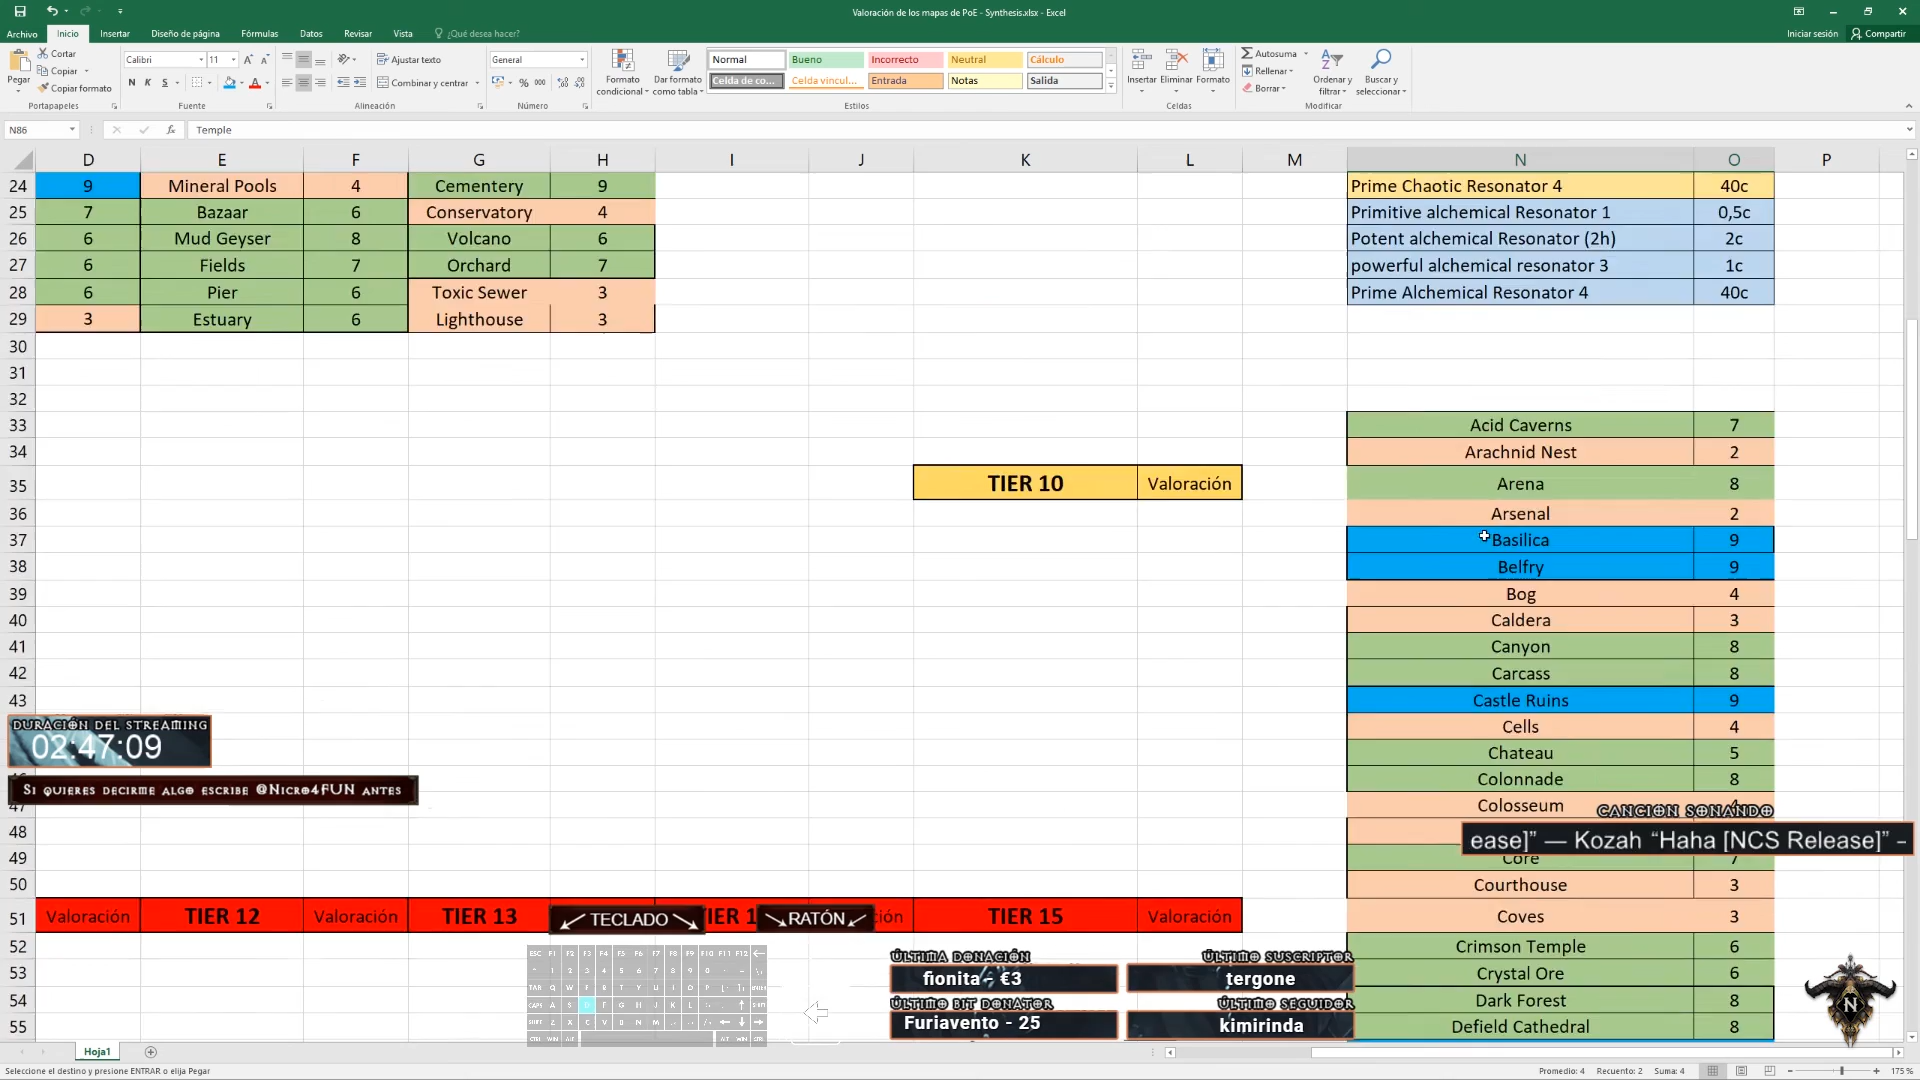 Valoración de los mapas de PoE - Synthesis.xlsx - Excel
Archivo Inicio Insertar Diseño de página Fórmulas Datos Revisar Vista ¿Qué desea hacer? Iniciar sesión Compartir
Pegar
Cortar
Copiar
Copiar formato
Portapapeles
Calibri 11
N K S
Fuente
Ajustar texto
Combinar y centrar
Alineación
General
% 000
Número
Formato condicional
Dar formato como tabla
Normal Bueno Incorrecto Neutral Cálculo
Celda de co... Celda vincul... Entrada Notas Salida
Estilos
Insertar Eliminar Formato
Celdas
Autosuma
Rellenar
Borrar
Ordenar y filtrar
Buscar y seleccionar
Modificar
N86 fx Temple
D E F G H I J K L M N O P
24 9 Mineral Pools 4 Cementery 9 Prime Chaotic Resonator 4 40c
25 7 Bazaar 6 Conservatory 4 Primitive alchemical Resonator 1 0,5c
26 6 Mud Geyser 8 Volcano 6 Potent alchemical Resonator (2h) 2c
27 6 Fields 7 Orchard 7 powerful alchemical resonator 3 1c
28 6 Pier 6 Toxic Sewer 3 Prime Alchemical Resonator 4 40c
29 3 Estuary 6 Lighthouse 3
30
31
32
33 Acid Caverns 7
34 Arachnid Nest 2
35 TIER 10 Valoración Arena 8
36 Arsenal 2
37 Basilica 9
38 Belfry 9
39 Bog 4
40 Caldera 3
41 Canyon 8
42 Carcass 8
43 Castle Ruins 9
Cells 4
Chateau 5
Colonnade 8
47 Colosseum
48
49 Core 7
50 Courthouse 3
51 Valoración TIER 12 Valoración TIER 13 TIER 15 Valoración Coves 3
52 Crimson Temple 6
53 Crystal Ore 6
54 Dark Forest 8
55 Defield Cathedral 8
DURACIÓN DEL STREAMING
02:47:09
SI QUIERES DECIRME ALGO ESCRIBE @NICRO4FUN ANTES
CANCION SONANDO
ease]” — Kozah “Haha [NCS Release]” –
TECLADO
RATÓN
ÚLTIMA DONACIÓN
fionita - €3
ÚLTIMO SUSCRIPTOR
tergone
ÚLTIMO BIT DONATOR
Furiavento - 25
ÚLTIMO SEGUIDOR
kimirinda
N
Hoja1
Seleccione el destino y presione ENTRAR o elija Pegar
Promedio: 4 Recuento: 2 Suma: 4 175 %